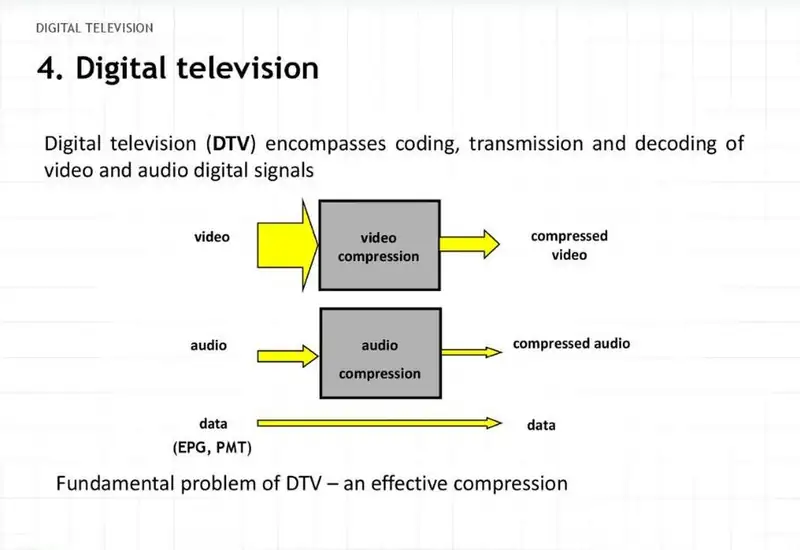 DIGITAL TELEVISION
4. Digital television
Digital television (DTV) encompasses coding, transmission and decoding of
video and audio digital signals
video
video
compression
compressed
video
audio
audio
compression
compressed audio
data
(EPG, PMT)
data
Fundamental problem of DTV – an effective compression